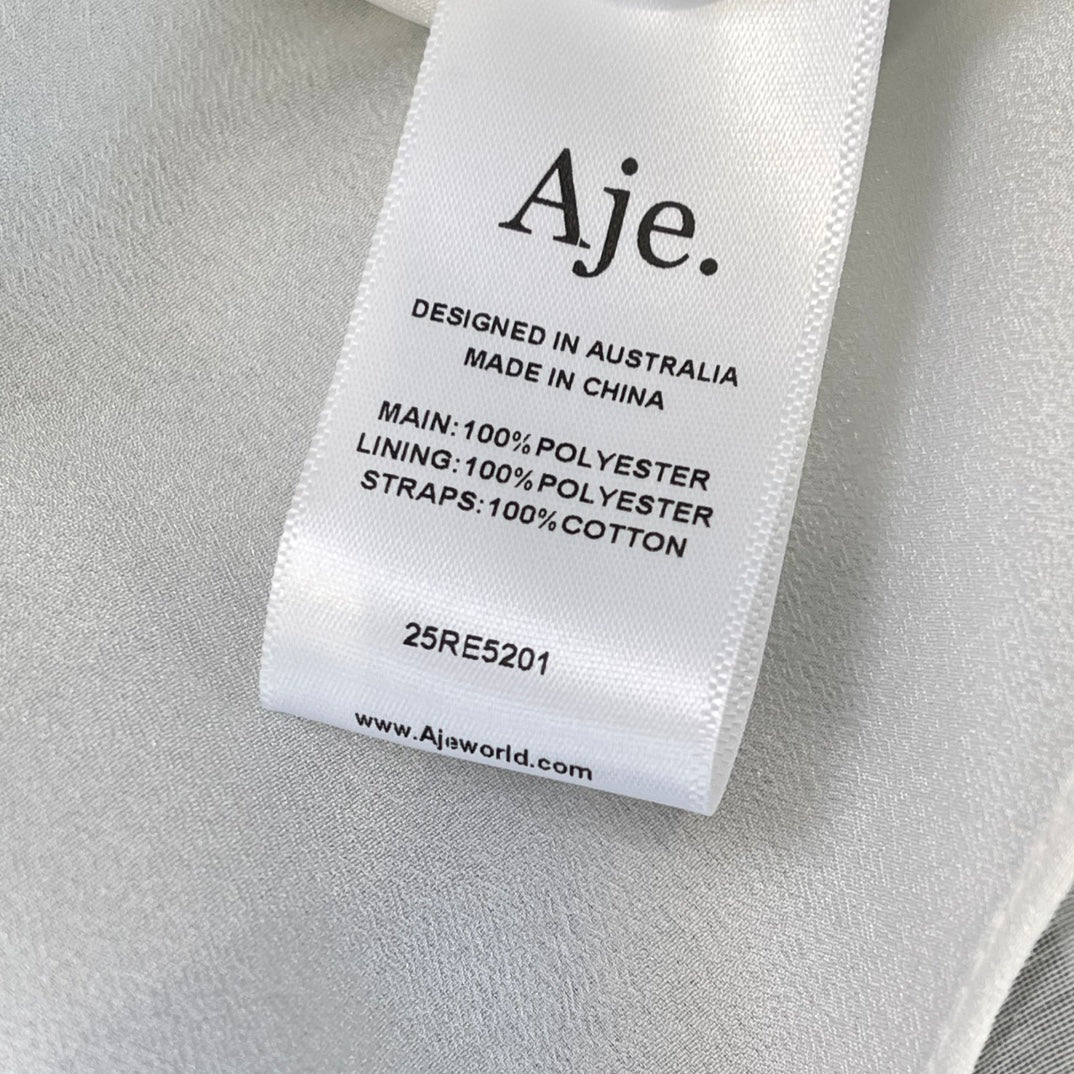 Aje.
DESIGNED IN AUSTRALIA
MADE IN CHINA
MAIN:100%POLYESTER
LINING:100%POLYESTER
STRAPS:100%COTTON
25RE5201
www.Ajeworld.com